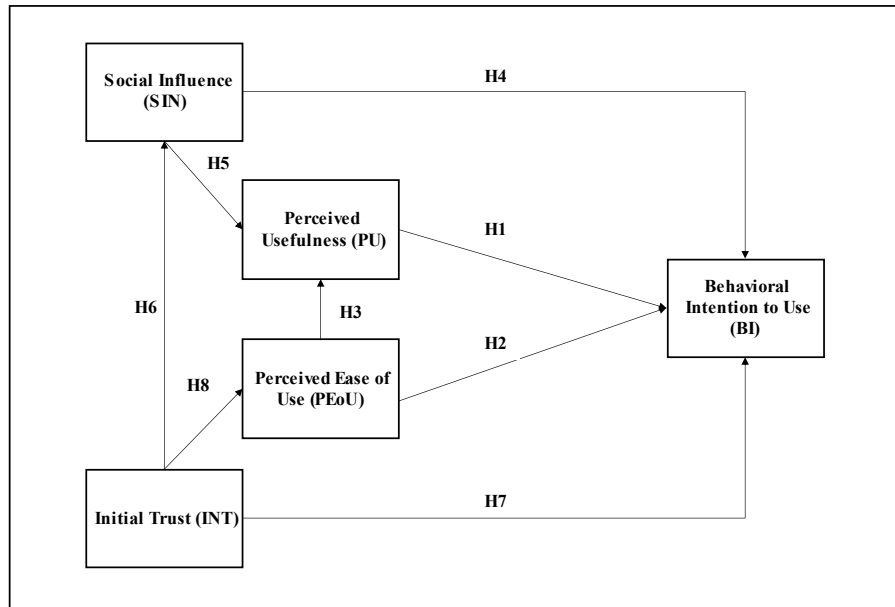 Social Influence
(SIN)
H4
H5
Perceived
Usefulness (PU)
H1
Behavioral
Intention to Use
(BI)
H6
H3
H2
H8
Perceived Ease of
Use (PEoU)
Initial Trust (INT)
H7